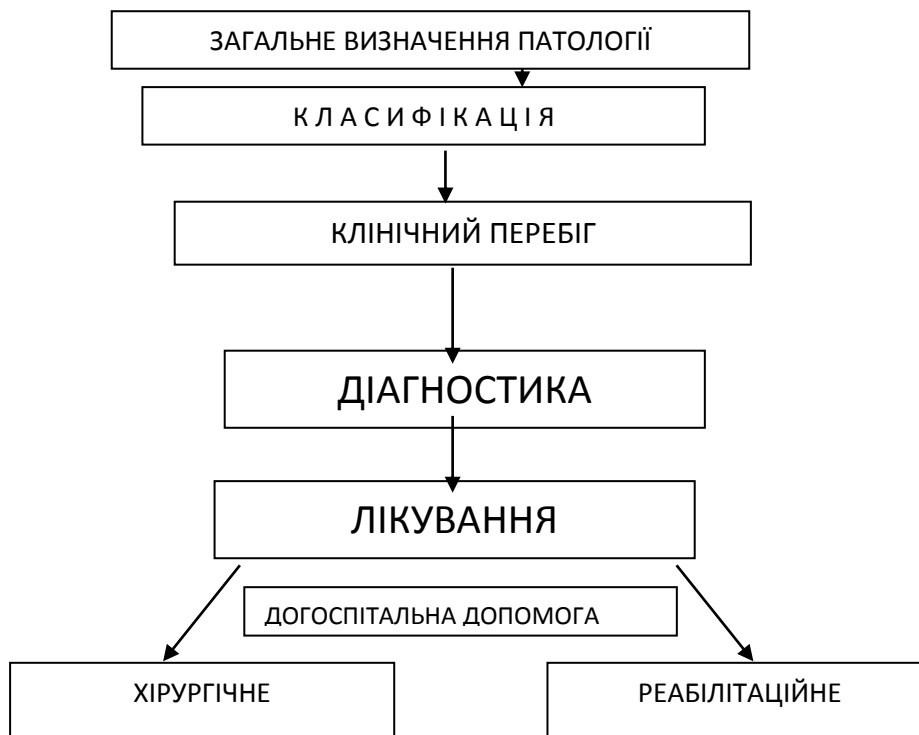 ЗАГАЛЬНЕ ВИЗНАЧЕННЯ ПАТОЛОГІЇ
К Л А С И Ф І К А Ц І Я
КЛІНІЧНИЙ ПЕРЕБІГ
ДІАГНОСТИКА
ЛІКУВАННЯ
ДОГОСПІТАЛЬНА ДОПОМОГА
ХІРУРГІЧНЕ
РЕАБІЛІТАЦІЙНЕ